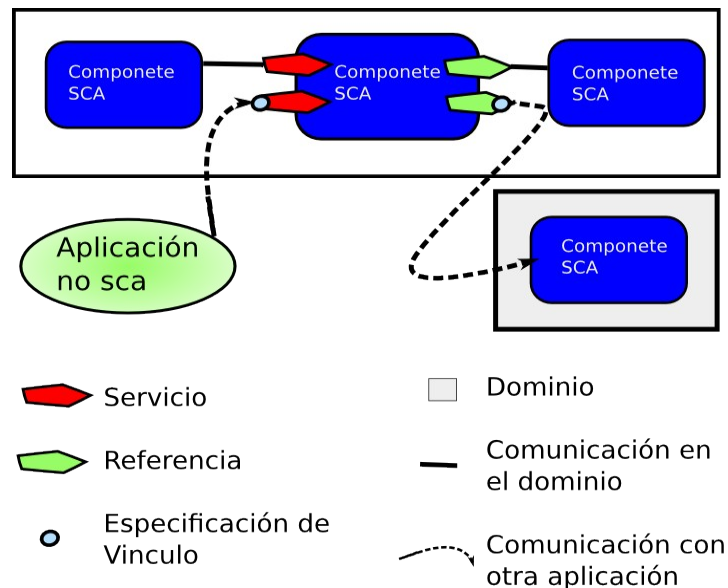 Componete
SCA
Componete
SCA
Componete
SCA
Aplicación
no sca
Componete
SCA
Servicio
Referencia
Especificación de
Vinculo
Dominio
Comunicación en
el dominio
Comunicación con
otra aplicación